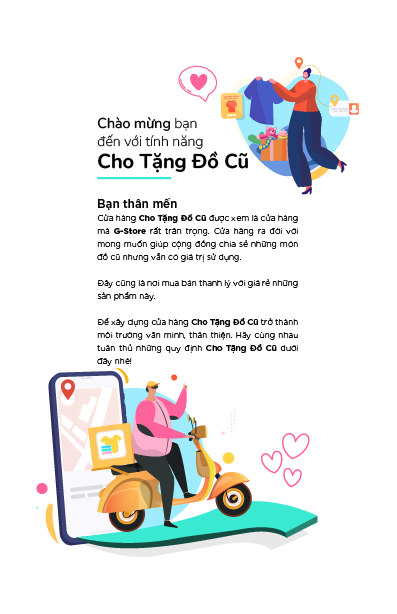 Chào mừng bạn
đến với tính năng
Cho Tặng Đồ Cũ
Bạn thân mến
Cửa hàng Cho Tặng Đồ Cũ được xem là cửa hàng
mà G-Store rất trân trọng. Cửa hàng ra đời với
mong muốn giúp cộng đồng chia sẻ những món
đồ cũ nhưng vẫn có giá trị sử dụng.
Đây cũng là nơi mua bán thanh lý với giá rẻ những
sản phẩm này.
Để xây dựng cửa hàng Cho Tặng Đồ Cũ trở thành
môi trường văn minh, thân thiện. Hãy cùng nhau
tuân thủ những quy định Cho Tặng Đồ Cũ dưới
đây nhé!